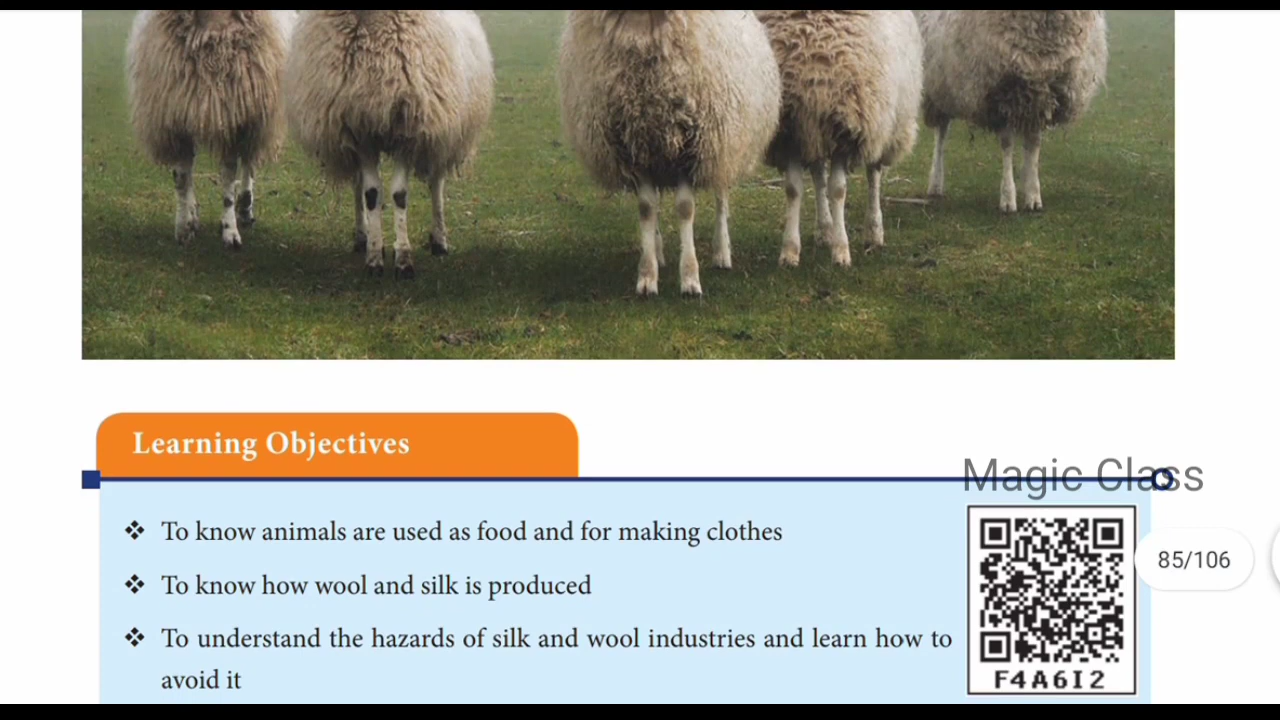 Learning Objectives
Magic Class
❖ To know animals are used as food and for making clothes
❖ To know how wool and silk is produced
85/106
❖ To understand the hazards of silk and wool industries and learn how to
avoid it
F4A6I2